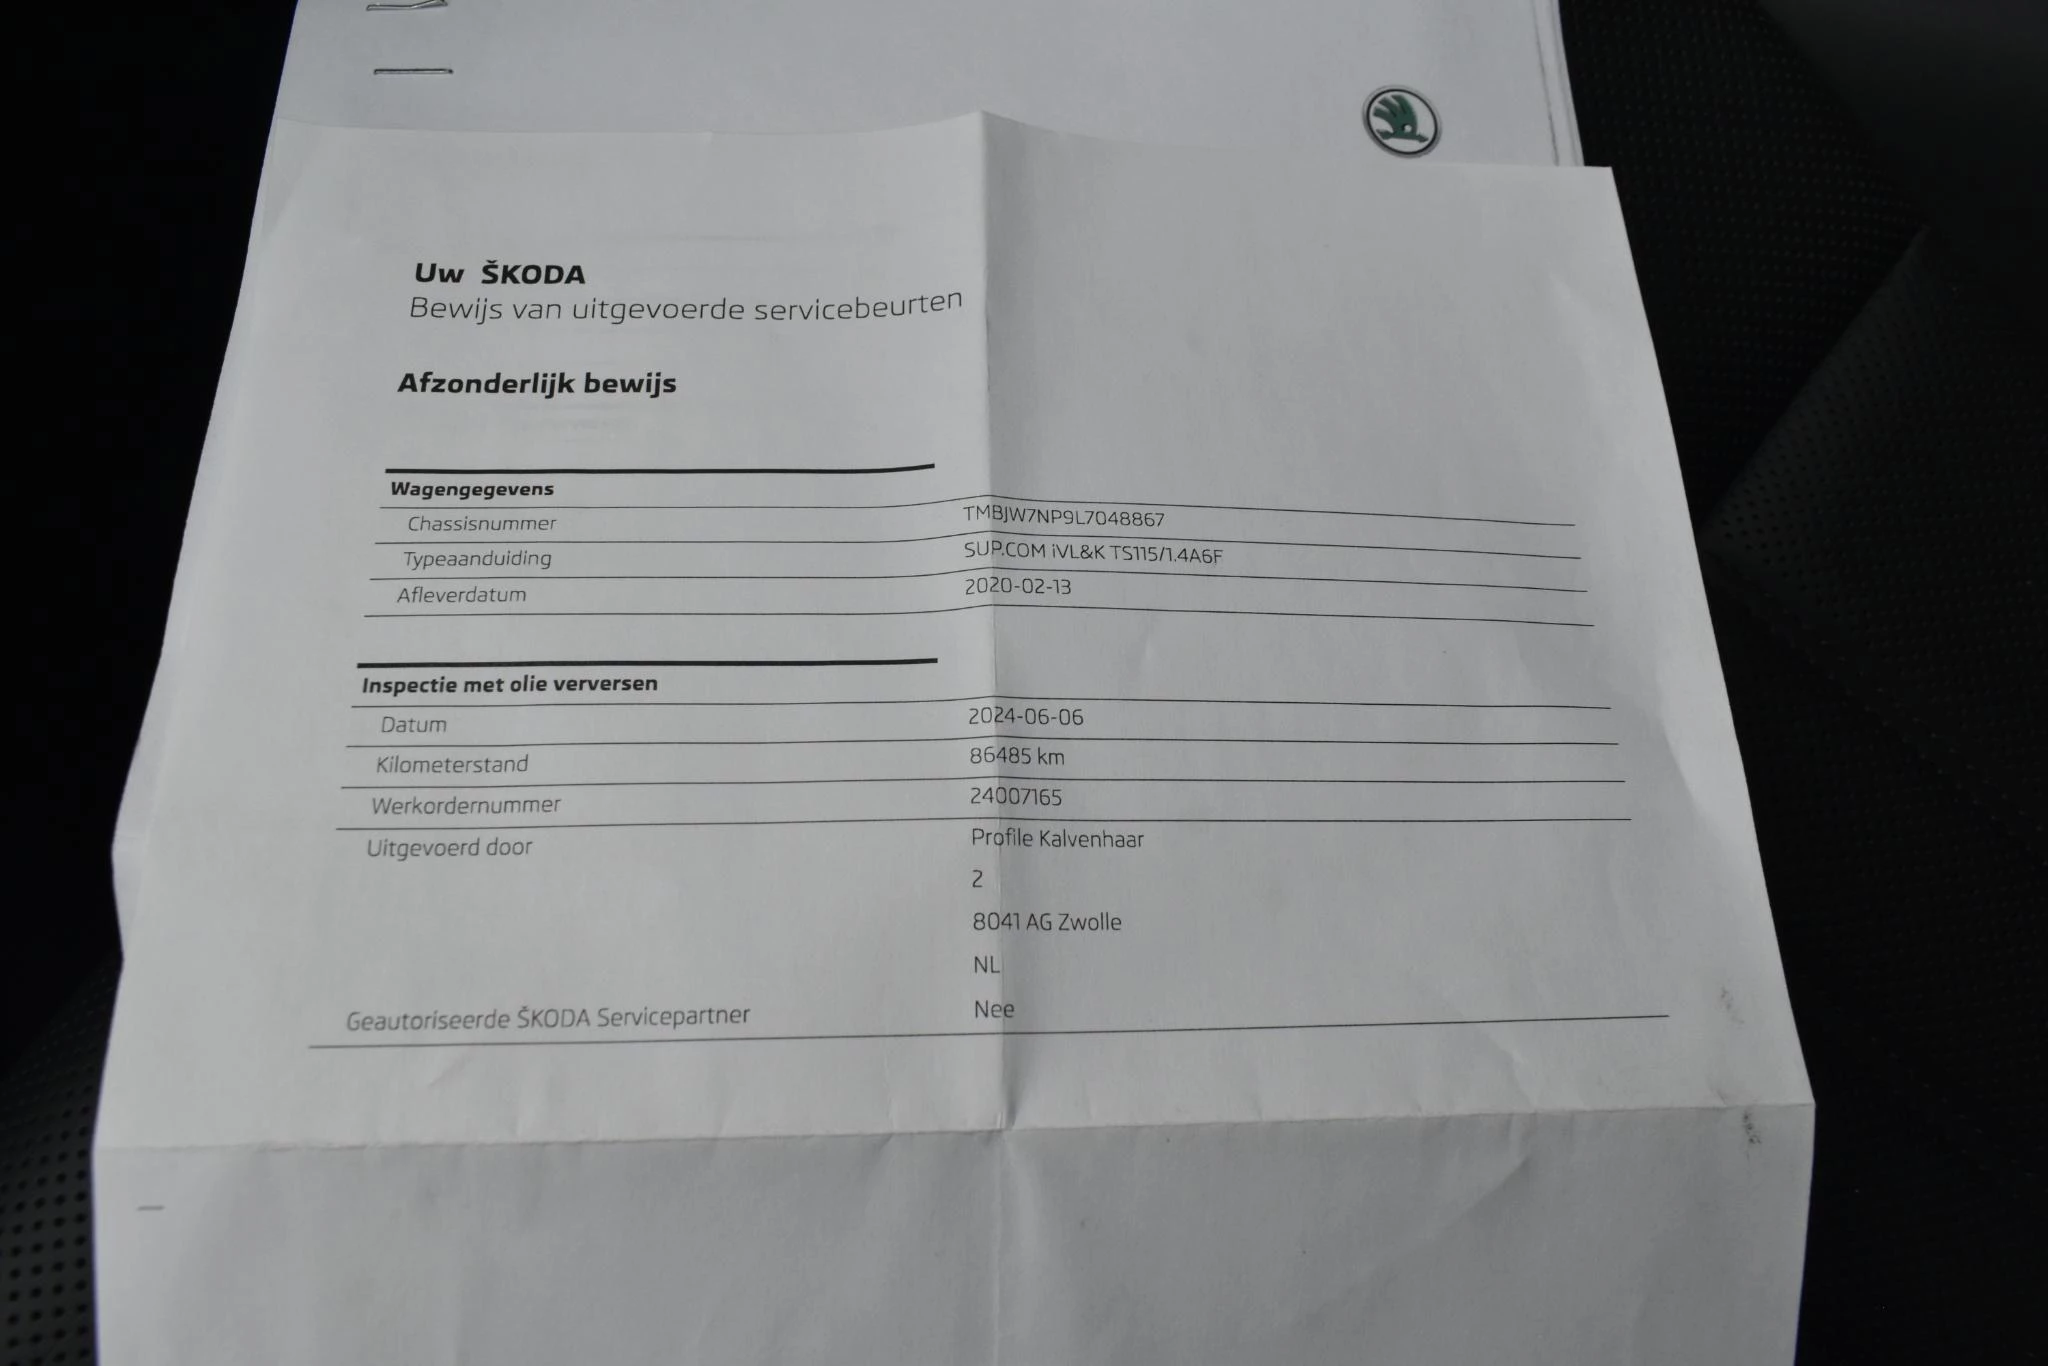 Uw ŠKODA
Bewijs van uitgevoerde servicebeurten
Afzonderlijk bewijs
Wagengegevens
Chassisnummer TMBJW7NP9L7048867
Typeaanduiding SUP.COM iVL&K TS115/1.4A6F
Afleverdatum 2020-02-13
Inspectie met olie verversen
Datum 2024-06-06
Kilometerstand 86485 km
Werkordernummer 24007165
Uitgevoerd door Profile Kalvenhaar
2
8041 AG Zwolle
NL
Geautoriseerde ŠKODA Servicepartner Nee